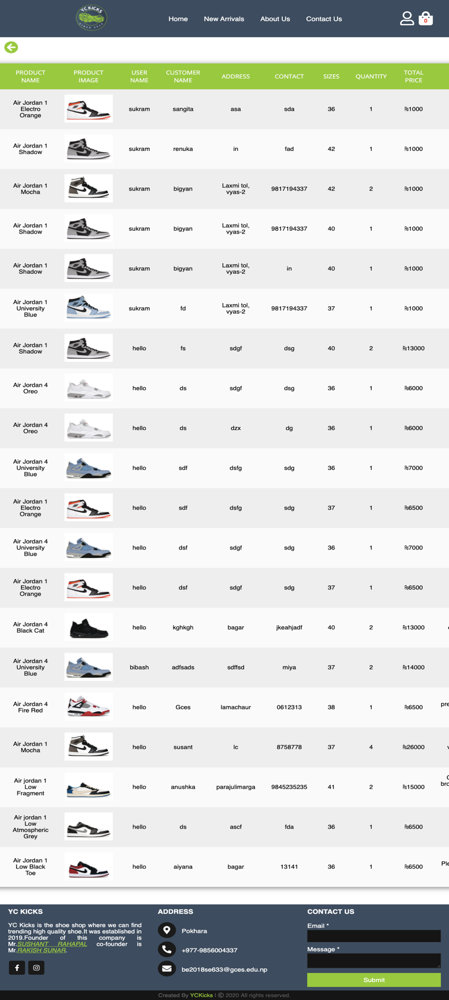 YC KICKS
SINCE 2019
Home New Arrivals About Us Contact Us
0
PRODUCT NAME PRODUCT IMAGE USER NAME CUSTOMER NAME ADDRESS CONTACT SIZES QUANTITY TOTAL PRICE
Air Jordan 1 Electro Orange sukram sangita asa sda 36 1 ₨1000
Air Jordan 1 Shadow sukram renuka in fad 42 1 ₨1000
Air Jordan 1 Mocha sukram bigyan Laxmi tol, vyas-2 9817194337 42 2 ₨1000
Air Jordan 1 Shadow sukram bigyan Laxmi tol, vyas-2 9817194337 40 1 ₨1000
Air Jordan 1 Shadow sukram bigyan Laxmi tol, vyas-2 in 40 1 ₨1000
Air Jordan 1 University Blue sukram fd Laxmi tol, vyas-2 9817194337 37 1 ₨1000
Air Jordan 1 Shadow hello fs sdgf dsg 40 2 ₨13000
Air Jordan 4 Oreo hello ds sdgf dsg 36 1 ₨6000
Air Jordan 4 Oreo hello ds dzx dg 36 1 ₨6000
Air Jordan 4 University Blue hello sdf dsfg sdg 36 1 ₨7000
Air Jordan 1 Electro Orange hello sdf dsfg sdg 37 1 ₨6500
Air Jordan 4 University Blue hello dsf sdgf sdg 36 1 ₨7000
Air Jordan 1 Electro Orange hello dsf sdgf sdg 37 1 ₨6500
Air Jordan 4 Black Cat hello kghkgh bagar jkeahjadf 40 2 ₨13000
Air Jordan 4 University Blue bibash adfsads sdffsd miya 37 2 ₨14000
Air Jordan 4 Fire Red hello Gces lamachaur 0612313 38 1 ₨6500 pre
Air Jordan 1 Mocha hello susant lc 8758778 37 4 ₨26000
Air jordan 1 Low Fragment hello anushka parajulimarga 9845235235 41 2 ₨15000 bro
Air jordan 1 Low Atmospheric Grey hello ds ascf fda 36 1 ₨6500
Air Jordan 1 Low Black Toe hello aiyana bagar 13141 36 1 ₨6500 Ple
YC KICKS
YC Kicks is the shoe shop where we can find
trending high quality shoe.It was established in
2019.Founder of this company is
Mr.SUSHANT RAHAPAL co-founder is
Mr.RAKISH SUNAR.
ADDRESS
Pokhara
+977-9856004337
be2018se633@gces.edu.np
CONTACT US
Email *
Message *
Submit
Created By YCKicks | © 2020 All rights reserved.